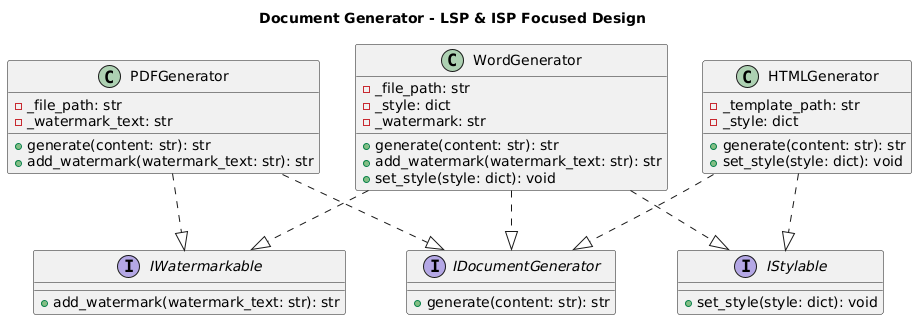 Document Generator - LSP & ISP Focused Design
C PDFGenerator
_file_path: str
_watermark_text: str
generate(content: str): str
add_watermark(watermark_text: str): str
C WordGenerator
_file_path: str
_style: dict
_watermark: str
generate(content: str): str
add_watermark(watermark_text: str): str
set_style(style: dict): void
C HTMLGenerator
_template_path: str
_style: dict
generate(content: str): str
set_style(style: dict): void
I IWatermarkable
add_watermark(watermark_text: str): str
I IDocumentGenerator
generate(content: str): str
I IStylable
set_style(style: dict): void